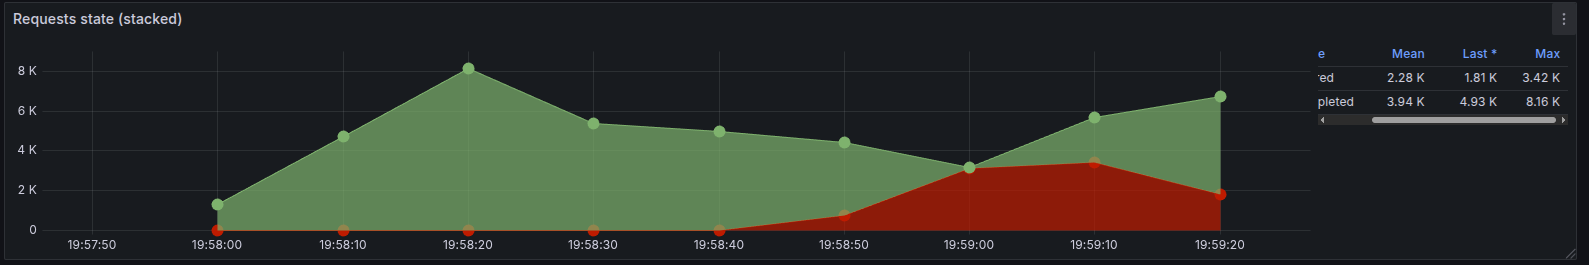 Requests state (stacked)
e Mean Last * Max
red 2.28 K 1.81 K 3.42 K
pleted 3.94 K 4.93 K 8.16 K
8 K
6 K
4 K
2 K
0
19:57:50 19:58:00 19:58:10 19:58:20 19:58:30 19:58:40 19:58:50 19:59:00 19:59:10 19:59:20